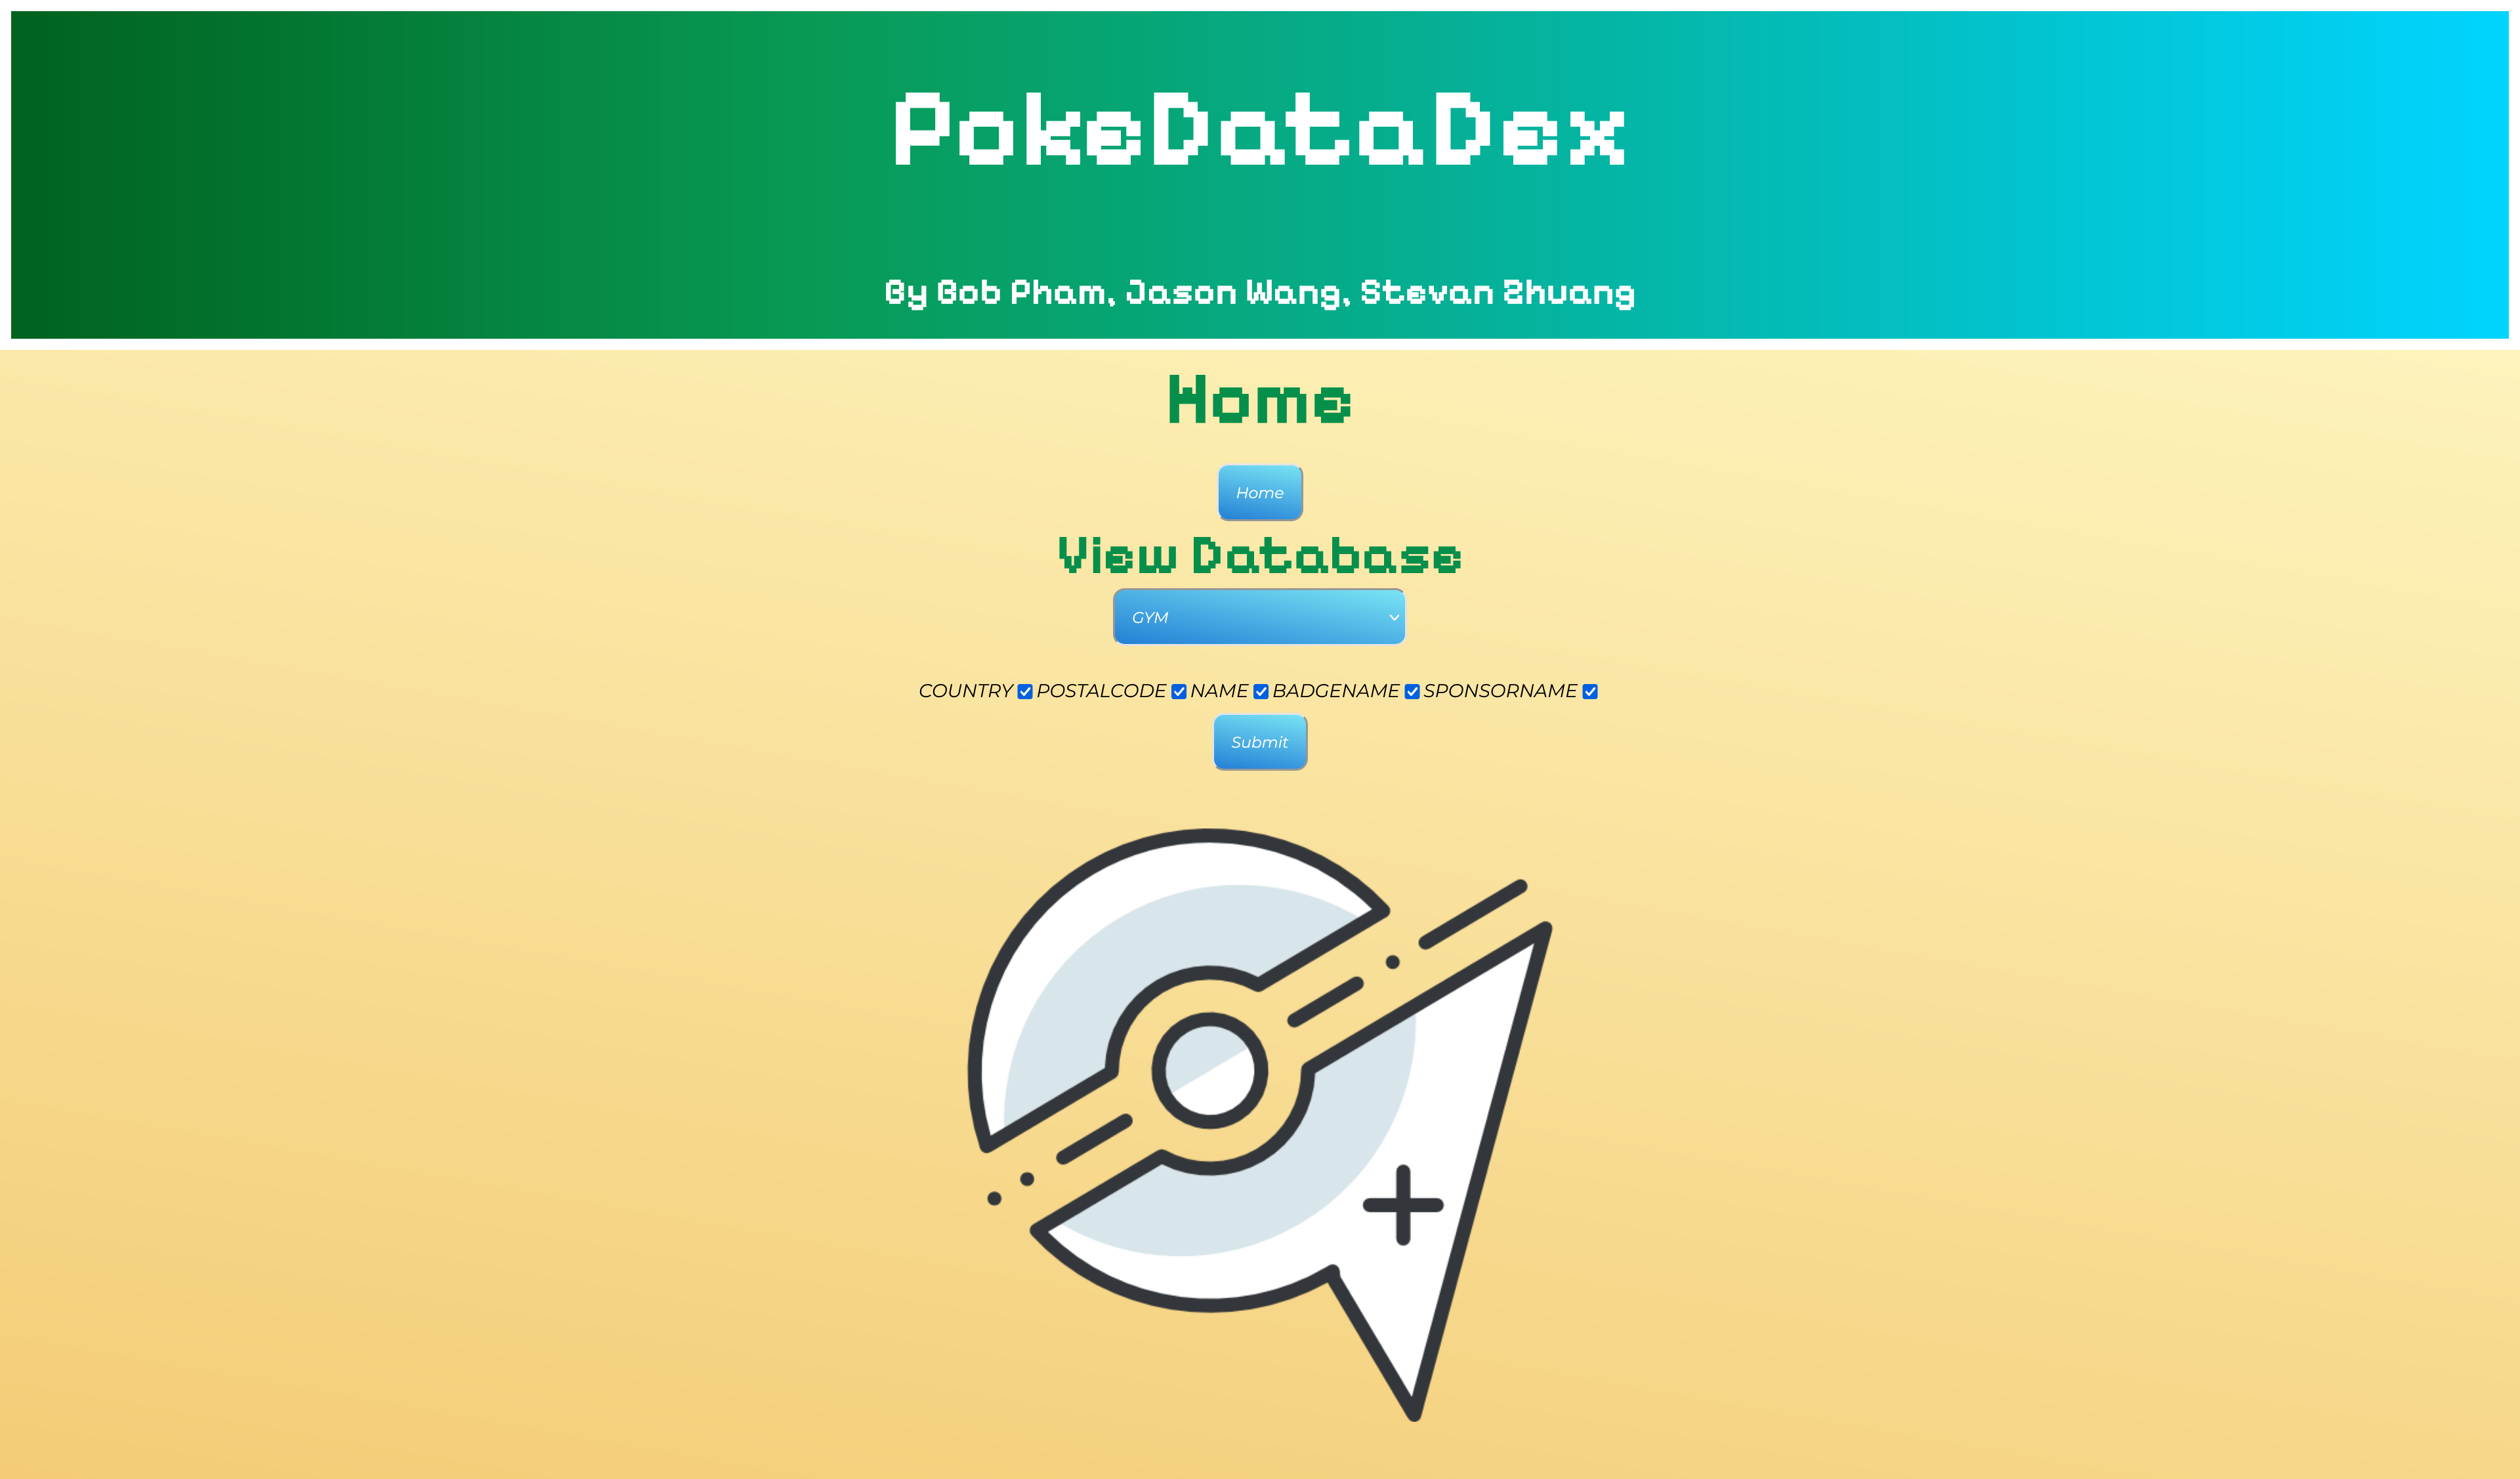 PokeDataDex
By Bob Pham, Jason Wang, Stevan Zhuang
Home
Home
View Database
GYM
COUNTRY POSTALCODE NAME BADGENAME SPONSORNAME
Submit